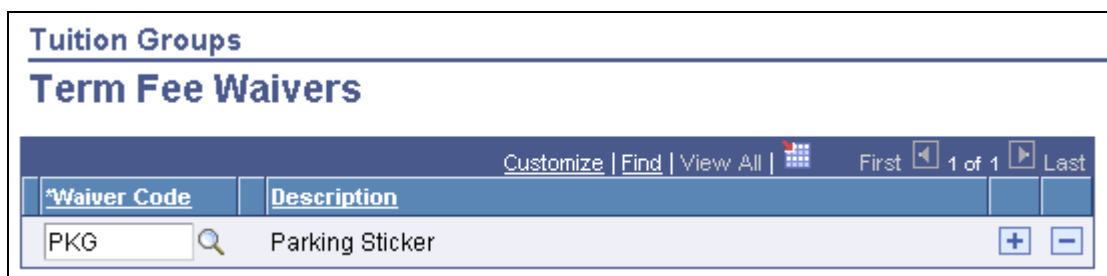 Tuition Groups
Term Fee Waivers
Customize | Find | View All | First 1 of 1 Last
*Waiver Code Description
PKG Parking Sticker